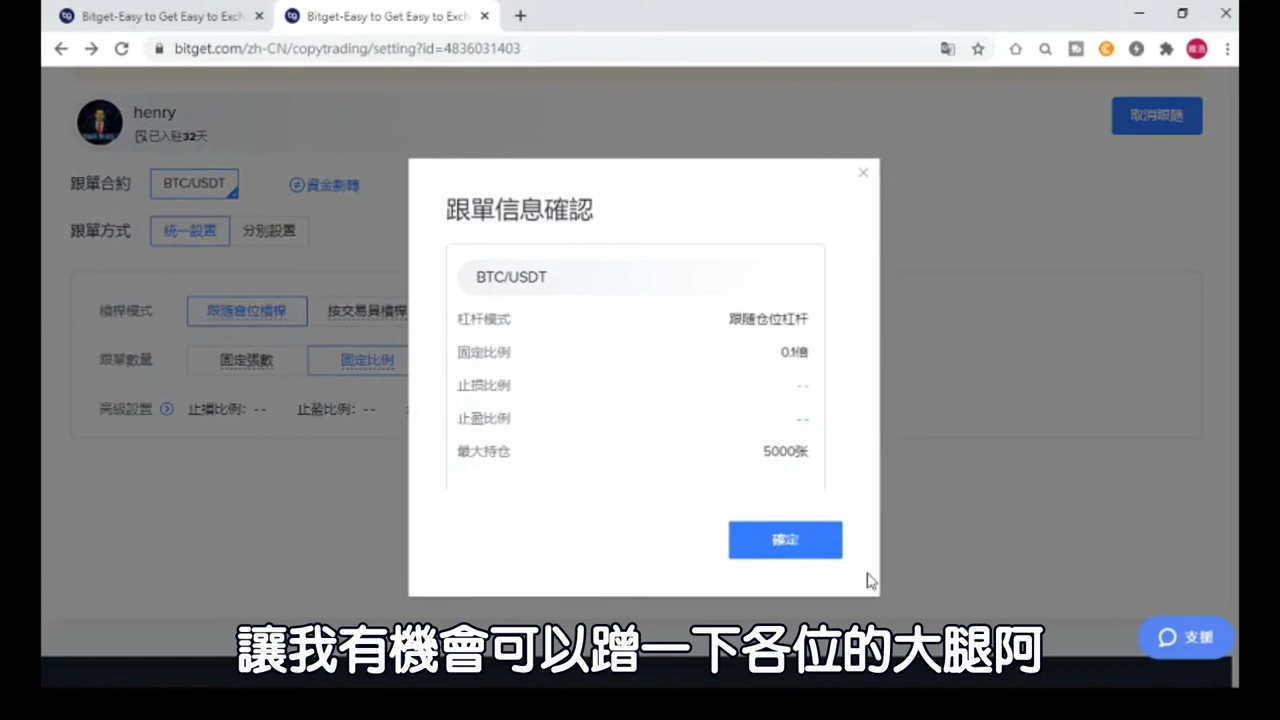 Bitget-Easy to Get Easy to Exch
Bitget-Easy to Get Easy to Exch
bitget.com/zh-CN/copytrading/setting?id=4836031403
henry
已入駐32天
取消跟隨
跟單合約
BTC/USDT
資金劃轉
跟單方式
統一設置
分別設置
槓桿模式
跟隨倉位槓桿
按交易員槓桿
跟單數量
固定張數
固定比例
高級設置
止損比例：--
止盈比例：--
跟單信息確認
BTC/USDT
杠杆模式
跟随仓位杠杆
固定比例
0.1倍
止损比例
--
止盈比例
--
最大持仓
5000张
確定
支援
讓我有機會可以蹭一下各位的大腿阿